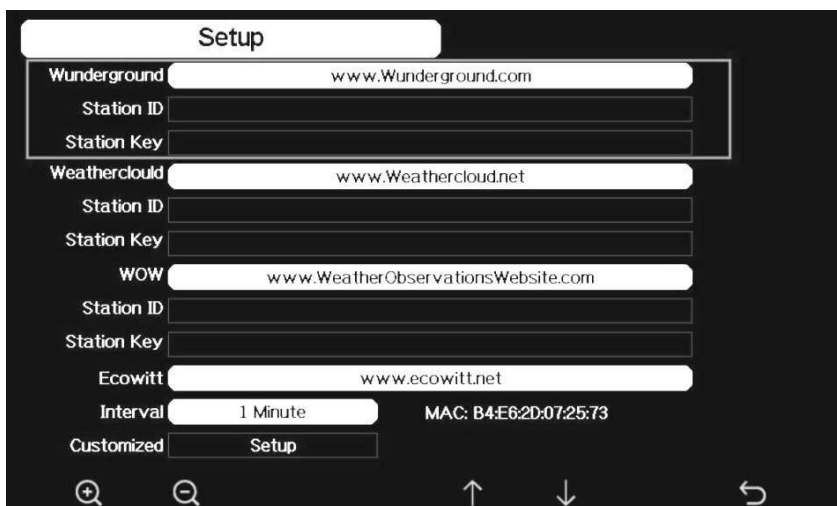 Setup
Wunderground www.Wunderground.com
Station ID
Station Key
Weatherclould www.Weathercloud.net
Station ID
Station Key
WOW www.WeatherObservationsWebsite.com
Station ID
Station Key
Ecowitt www.ecowitt.net
Interval 1 Minute MAC: B4:E6:2D:07:25:73
Customized Setup